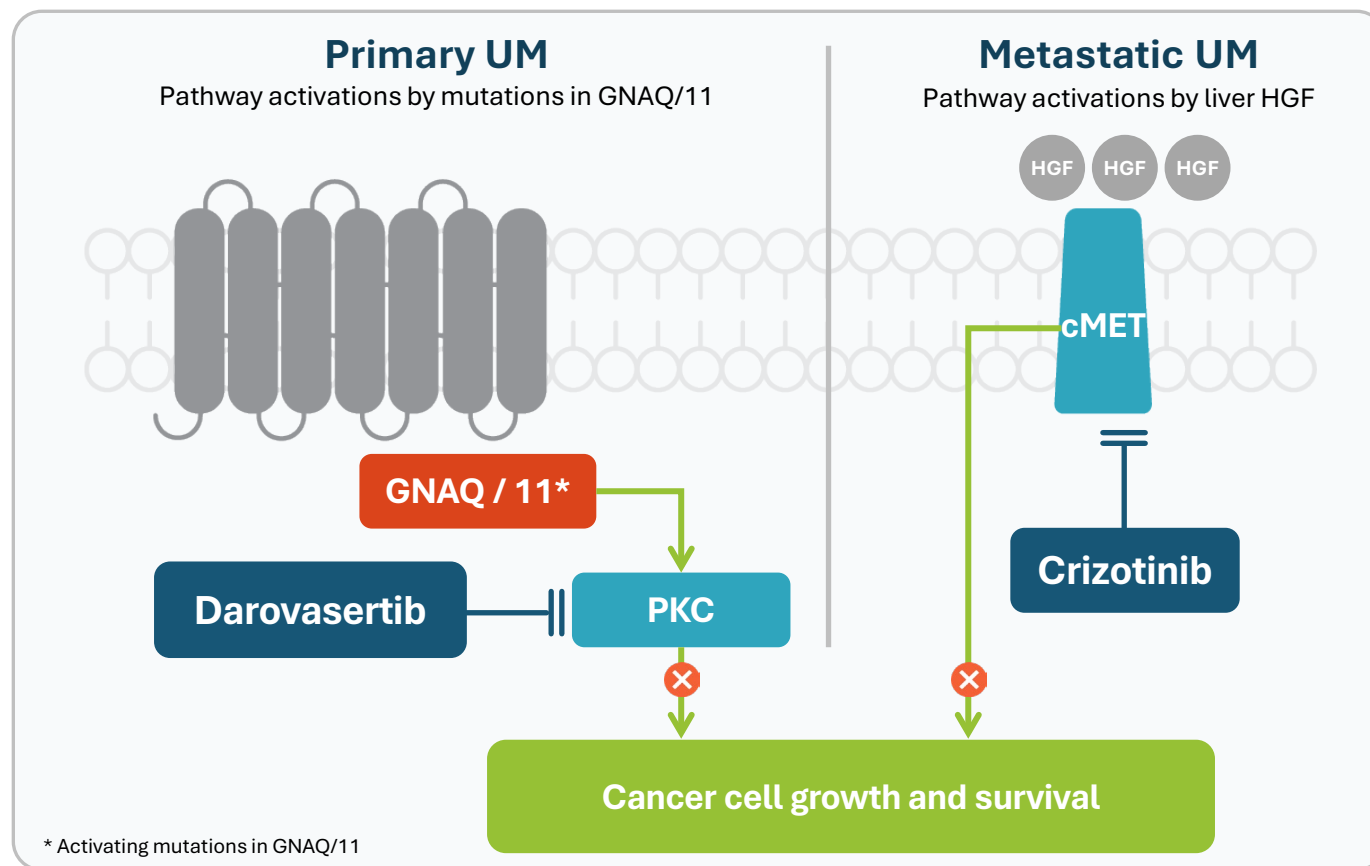 Primary UM
Pathway activations by mutations in GNAQ/11
Metastatic UM
Pathway activations by liver HGF
HGF HGF HGF
cMET
GNAQ / 11*
Darovasertib
PKC
Crizotinib
Cancer cell growth and survival
* Activating mutations in GNAQ/11